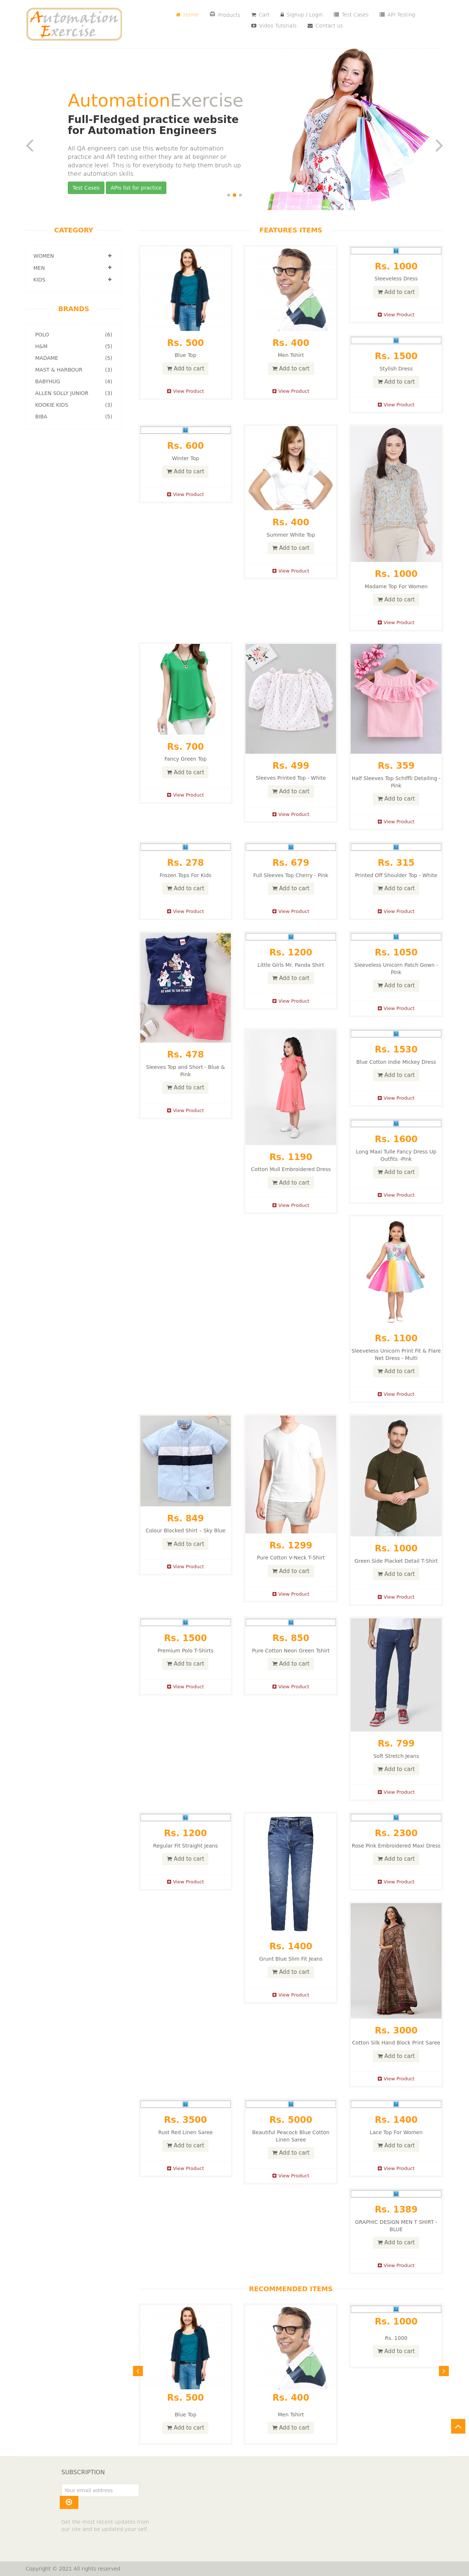 Automation
Exercise
Home
Products
Cart
Signup / Login
Test Cases
API Testing
Video Tutorials
Contact us
AutomationExercise
Full-Fledged practice website
for Automation Engineers
All QA engineers can use this website for automation
practice and API testing either they are at beginner or
advance level. This is for everybody to help them brush up
their automation skills.
Test Cases
APIs list for practice
CATEGORY
WOMEN
MEN
KIDS
BRANDS
POLO (6)
H&M (5)
MADAME (5)
MAST & HARBOUR (3)
BABYHUG (4)
ALLEN SOLLY JUNIOR (3)
KOOKIE KIDS (3)
BIBA (5)
FEATURES ITEMS
Rs. 500
Blue Top
Add to cart
View Product
Rs. 400
Men Tshirt
Add to cart
View Product
Rs. 1000
Sleeveless Dress
Add to cart
View Product
Rs. 1500
Stylish Dress
Add to cart
View Product
Rs. 600
Winter Top
Add to cart
View Product
Rs. 400
Summer White Top
Add to cart
View Product
Rs. 1000
Madame Top For Women
Add to cart
View Product
Rs. 700
Fancy Green Top
Add to cart
View Product
Rs. 499
Sleeves Printed Top - White
Add to cart
View Product
Rs. 359
Half Sleeves Top Schiffli Detailing -
Pink
Add to cart
View Product
Rs. 278
Frozen Tops For Kids
Add to cart
View Product
Rs. 679
Full Sleeves Top Cherry - Pink
Add to cart
View Product
Rs. 315
Printed Off Shoulder Top - White
Add to cart
View Product
Rs. 478
Sleeves Top and Short - Blue &
Pink
Add to cart
View Product
Rs. 1200
Little Girls Mr. Panda Shirt
Add to cart
View Product
Rs. 1050
Sleeveless Unicorn Patch Gown -
Pink
Add to cart
View Product
Rs. 1190
Cotton Mull Embroidered Dress
Add to cart
View Product
Rs. 1530
Blue Cotton Indie Mickey Dress
Add to cart
View Product
Rs. 1600
Long Maxi Tulle Fancy Dress Up
Outfits -Pink
Add to cart
View Product
Rs. 1100
Sleeveless Unicorn Print Fit & Flare
Net Dress - Multi
Add to cart
View Product
Rs. 849
Colour Blocked Shirt – Sky Blue
Add to cart
View Product
Rs. 1299
Pure Cotton V-Neck T-Shirt
Add to cart
View Product
Rs. 1000
Green Side Placket Detail T-Shirt
Add to cart
View Product
Rs. 1500
Premium Polo T-Shirts
Add to cart
View Product
Rs. 850
Pure Cotton Neon Green Tshirt
Add to cart
View Product
Rs. 799
Soft Stretch Jeans
Add to cart
View Product
Rs. 1200
Regular Fit Straight Jeans
Add to cart
View Product
Rs. 1400
Grunt Blue Slim Fit Jeans
Add to cart
View Product
Rs. 2300
Rose Pink Embroidered Maxi Dress
Add to cart
View Product
Rs. 3000
Cotton Silk Hand Block Print Saree
Add to cart
View Product
Rs. 3500
Rust Red Linen Saree
Add to cart
View Product
Rs. 5000
Beautiful Peacock Blue Cotton
Linen Saree
Add to cart
View Product
Rs. 1400
Lace Top For Women
Add to cart
View Product
Rs. 1389
GRAPHIC DESIGN MEN T SHIRT -
BLUE
Add to cart
View Product
RECOMMENDED ITEMS
Rs. 500
Blue Top
Add to cart
Rs. 400
Men Tshirt
Add to cart
Rs. 1000
Rs. 1000
Add to cart
SUBSCRIPTION
Your email address
Get the most recent updates from
our site and be updated your self...
Copyright © 2021 All rights reserved